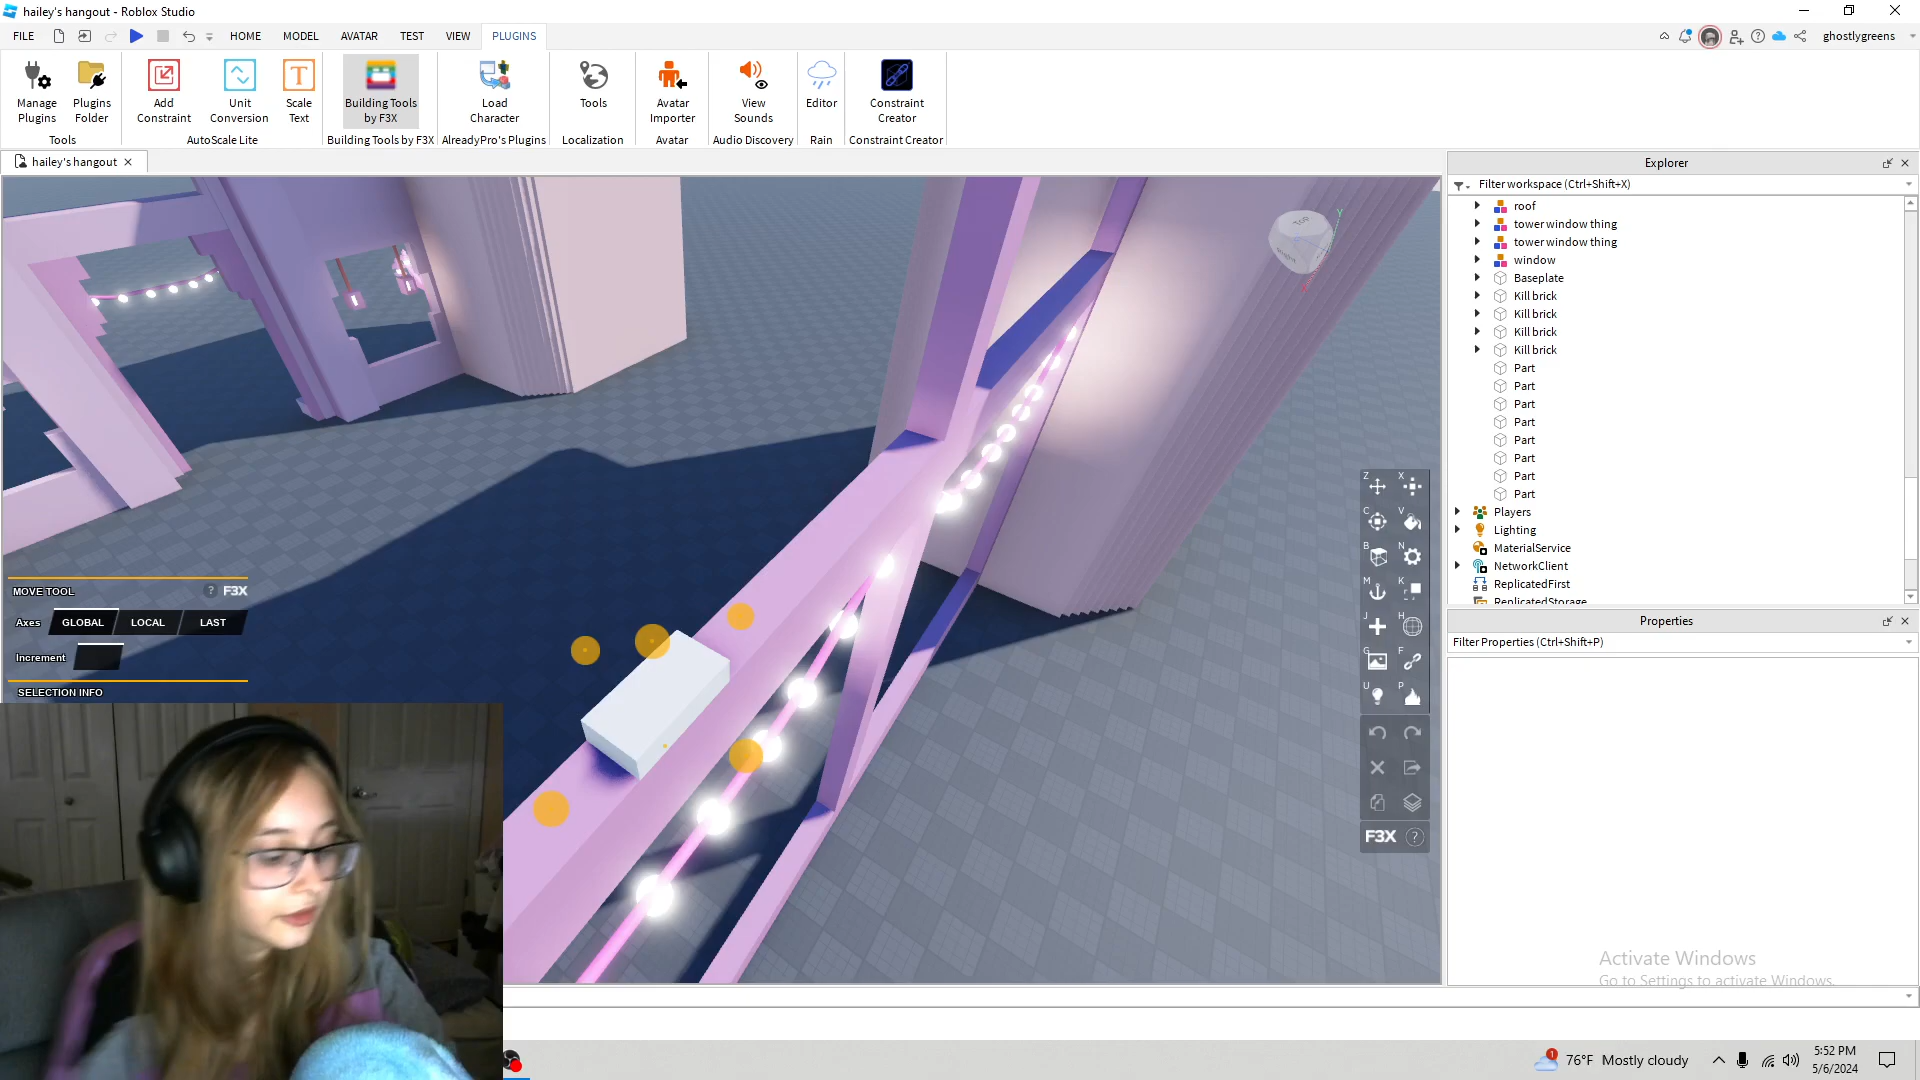 hailey's hangout - Roblox Studio
FILE HOME MODEL AVATAR TEST VIEW PLUGINS ghostlygreens
Manage Plugins
Plugins Folder
Add Constraint
Unit Conversion
Scale Text
Building Tools by F3X
Load Character
Tools
Avatar Importer
View Sounds
Editor
Constraint Creator
Tools AutoScale Lite Building Tools by F3X AlreadyPro's Plugins Localization Avatar Audio Discovery Rain Constraint Creator
hailey's hangout
Explorer
Filter workspace (Ctrl+Shift+X)
roof
tower window thing
tower window thing
window
Baseplate
Kill brick
Kill brick
Kill brick
Kill brick
Part
Part
Part
Part
Part
Part
Part
Part
Players
Lighting
MaterialService
NetworkClient
ReplicatedFirst
ReplicatedStorage
Properties
Filter Properties (Ctrl+Shift+P)
Top
Y
MOVE TOOL ? F3X
Axes GLOBAL LOCAL LAST
Increment
SELECTION INFO
Z X
C V
B N
M K
J H
G F
U P
F3X ?
Activate Windows
Go to Settings to activate Windows.
1 76°F Mostly cloudy
5:52 PM
5/6/2024